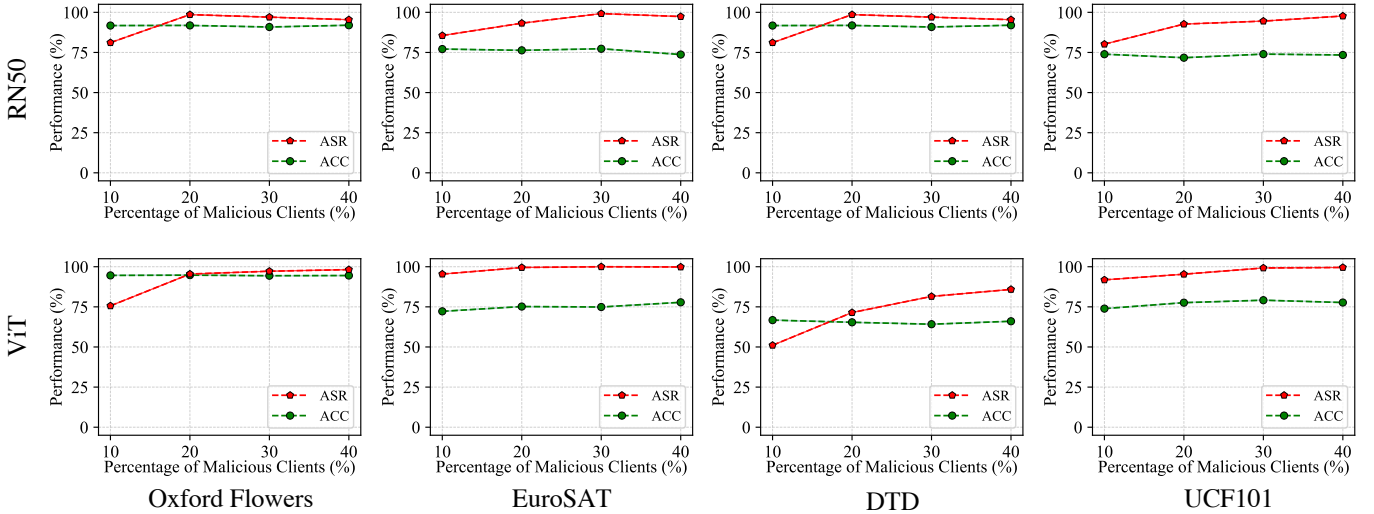 RN50
Performance (%)
100
75
50
25
0
ASR
ACC
10 20 30 40
Percentage of Malicious Clients (%)
Performance (%)
100
75
50
25
0
ASR
ACC
10 20 30 40
Percentage of Malicious Clients (%)
Performance (%)
100
75
50
25
0
ASR
ACC
10 20 30 40
Percentage of Malicious Clients (%)
Performance (%)
100
75
50
25
0
ASR
ACC
10 20 30 40
Percentage of Malicious Clients (%)
ViT
Performance (%)
100
75
50
25
0
ASR
ACC
10 20 30 40
Percentage of Malicious Clients (%)
Performance (%)
100
75
50
25
0
ASR
ACC
10 20 30 40
Percentage of Malicious Clients (%)
Performance (%)
100
75
50
25
0
ASR
ACC
10 20 30 40
Percentage of Malicious Clients (%)
Performance (%)
100
75
50
25
0
ASR
ACC
10 20 30 40
Percentage of Malicious Clients (%)
Oxford Flowers
EuroSAT
DTD
UCF101